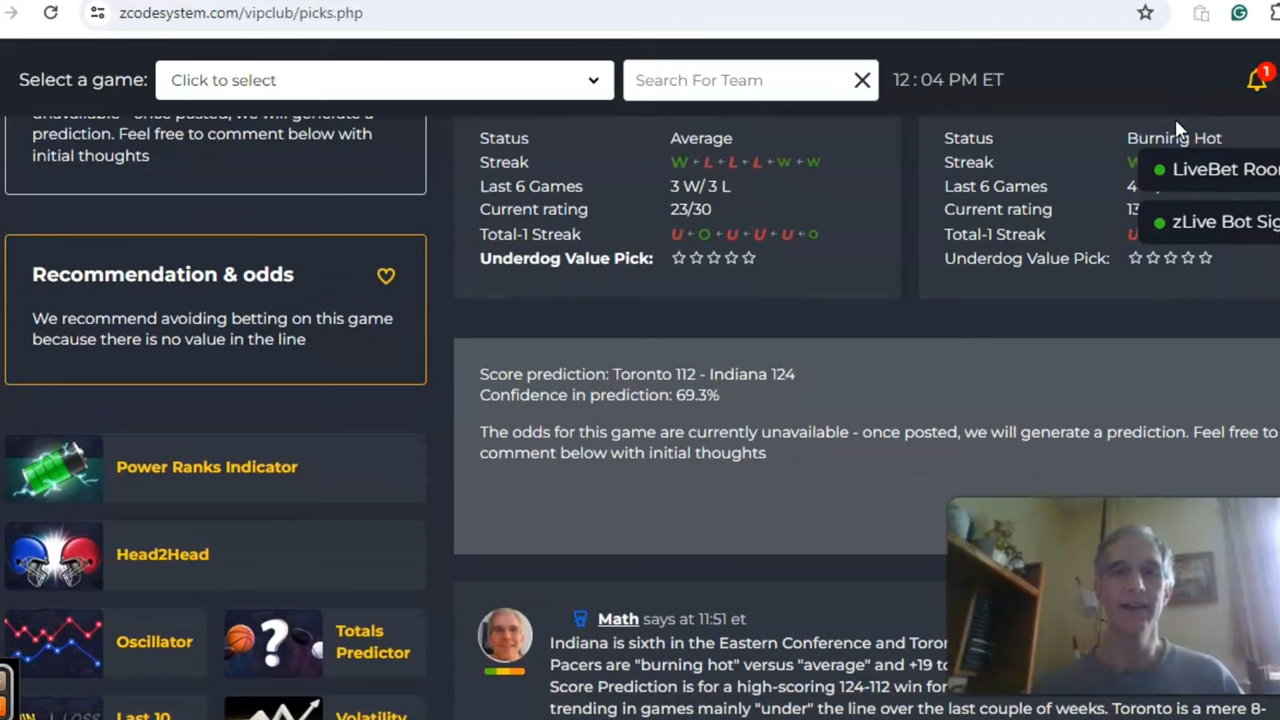 zcodesystem.com/vipclub/picks.php
Select a game:
Click to select
Search For Team
12:04 PM ET
1
prediction. Feel free to comment below with
initial thoughts
Recommendation & odds
We recommend avoiding betting on this game
because there is no value in the line
Power Ranks Indicator
Head2Head
Oscillator
Totals
Predictor
Last 10
Volatility
Status Average
Streak W L L L W W
Last 6 Games 3 W/ 3 L
Current rating 23/30
Total-1 Streak U O U U U O
Underdog Value Pick:
Status Burning Hot
Streak W
Last 6 Games 4
Current rating 13
Total-1 Streak U
Underdog Value Pick:
LiveBet Roo
zLive Bot Sig
Score prediction: Toronto 112 - Indiana 124
Confidence in prediction: 69.3%
The odds for this game are currently unavailable - once posted, we will generate a prediction. Feel free to
comment below with initial thoughts
Math says at 11:51 et
Indiana is sixth in the Eastern Conference and Toron
Pacers are "burning hot" versus "average" and +19 to
Score Prediction is for a high-scoring 124-112 win for
trending in games mainly "under" the line over the last couple of weeks. Toronto is a mere 8-